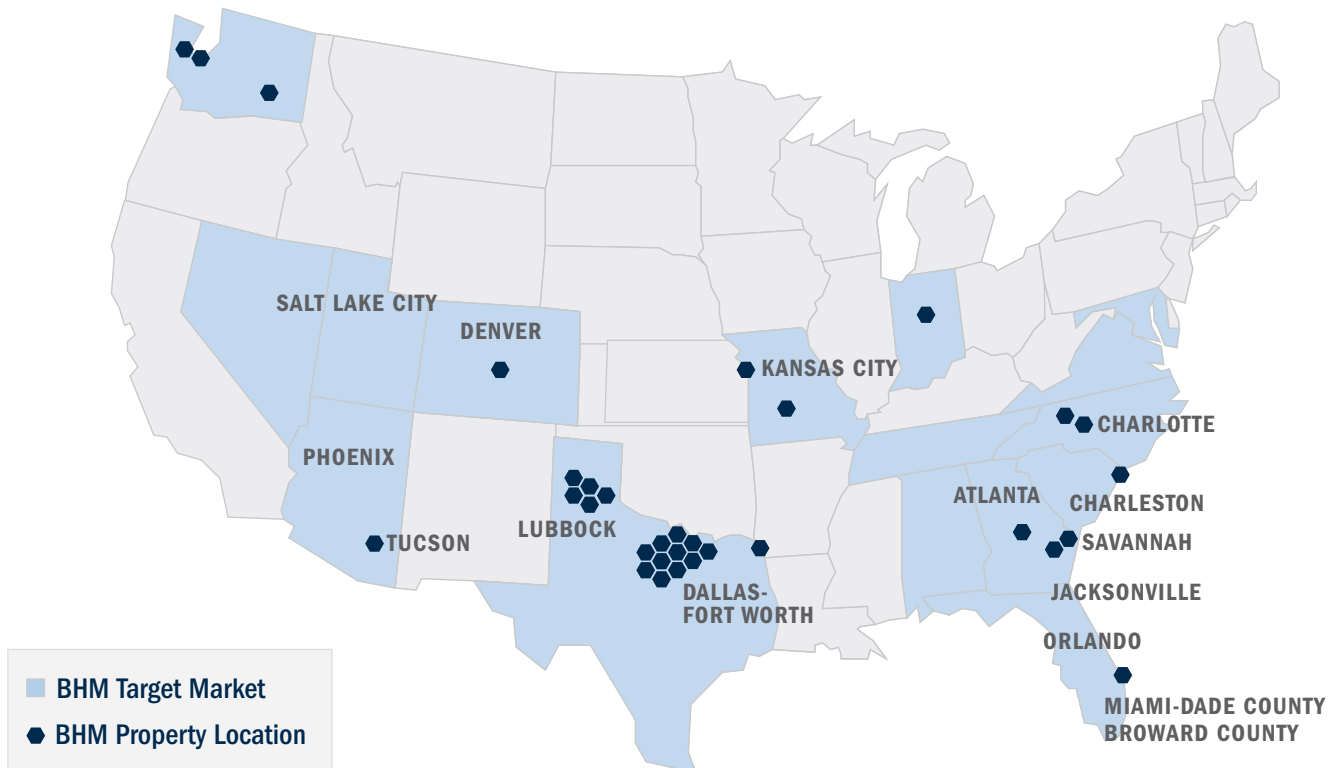 SALT LAKE CITY
DENVER
KANSAS CITY
CHARLOTTE
PHOENIX
ATLANTA
CHARLESTON
LUBBOCK
TUCSON
SAVANNAH
DALLAS-
FORT WORTH
JACKSONVILLE
ORLANDO
MIAMI-DADE COUNTY
BROWARD COUNTY
BHM Target Market
BHM Property Location